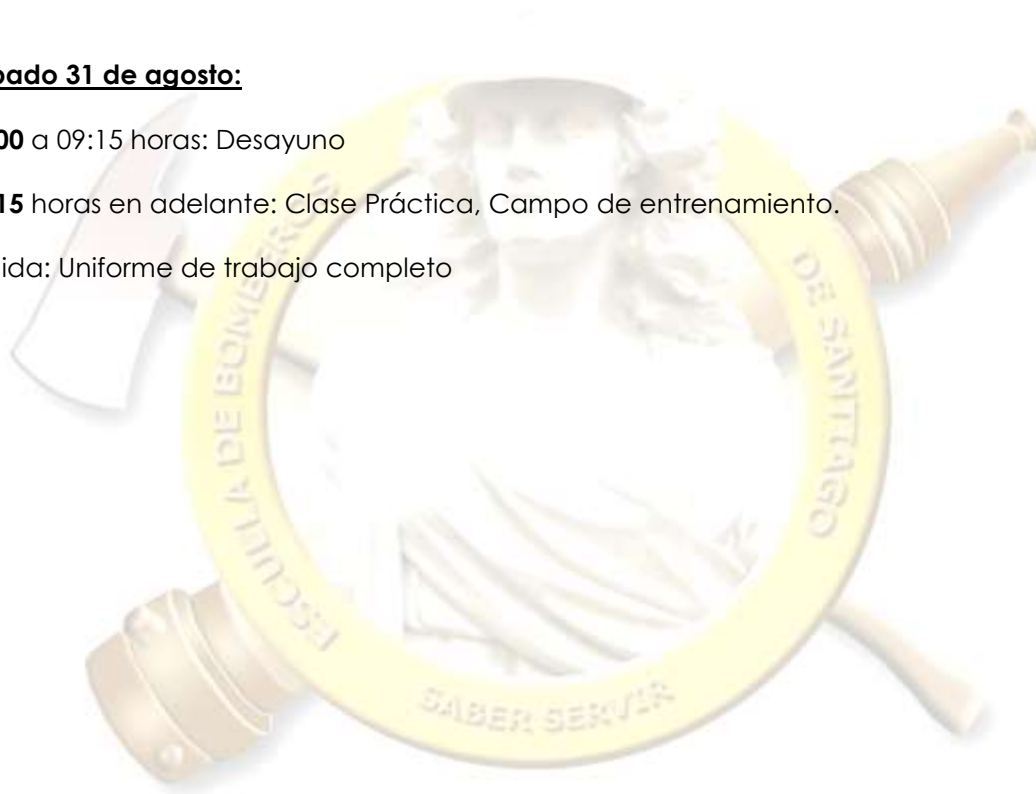 bado 31 de agosto:
00 a 09:15 horas: Desayuno
15 horas en adelante: Clase Práctica, Campo de entrenamiento.
ida: Uniforme de trabajo completo
ESCUELA DE BOMBEROS
DE SANTIAGO
SABER SERVIR